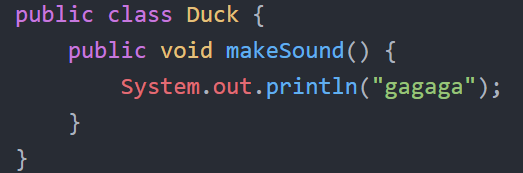 public class Duck {
    public void makeSound() {
        System.out.println("gagaga");
    }
}